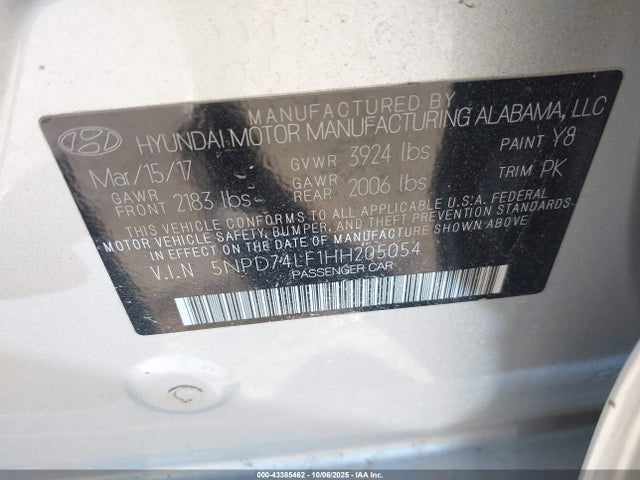 MANUFACTURED BY
HYUNDAI MOTOR MANUFACTURING ALABAMA, LLC
Mar/15/17 GVWR 3924 lbs PAINT Y8
GAWR FRONT 2183 lbs GAWR REAR 2006 lbs TRIM PK
THIS VEHICLE CONFORMS TO ALL APPLICABLE U.S.A. FEDERAL
MOTOR VEHICLE SAFETY, BUMPER, AND THEFT PREVENTION STANDARDS
IN EFFECT ON THE DATE OF MANUFACTURE SHOWN ABOVE.
V.I.N 5NPD74LF1HH205054
PASSENGER CAR
© 000-43385462 | 10/06/2025 | © IAA Holdings, LLC